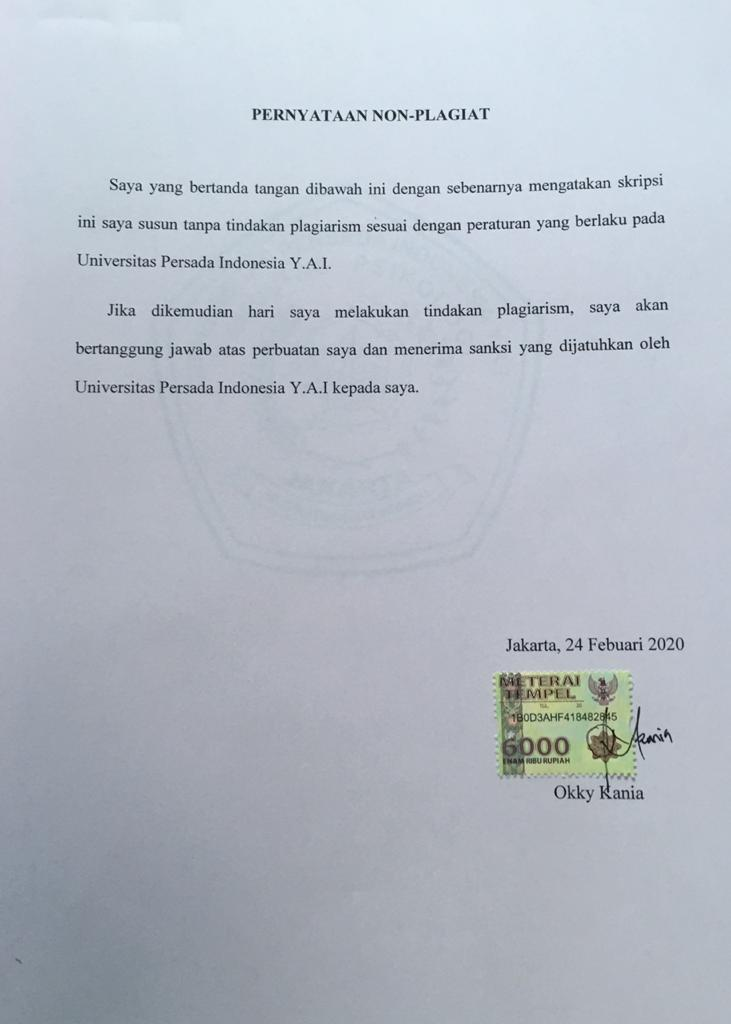 PERNYATAAN NON-PLAGIAT
Saya yang bertanda tangan dibawah ini dengan sebenarnya mengatakan skripsi
ini saya susun tanpa tindakan plagiarism sesuai dengan peraturan yang berlaku pada
Universitas Persada Indonesia Y.A.I.
Jika dikemudian hari saya melakukan tindakan plagiarism, saya akan
bertanggung jawab atas perbuatan saya dan menerima sanksi yang dijatuhkan oleh
Universitas Persada Indonesia Y.A.I kepada saya.
Jakarta, 24 Febuari 2020
METERAI
TEMPEL
TGL. 20
1B0D3AHF418482845
6000
ENAM RIBU RUPIAH
Kania
Okky Kania